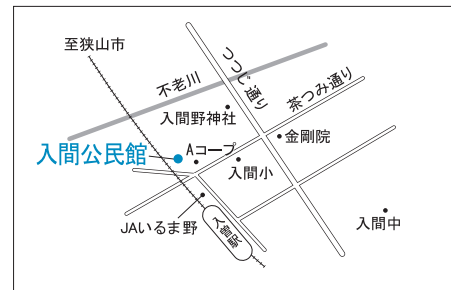 至狭山市
不老川
つつじ通り
茶つみ通り
入間野神社
金剛院
入間公民館
Aコープ
入間小
入間中
JAいるま野
入曽駅